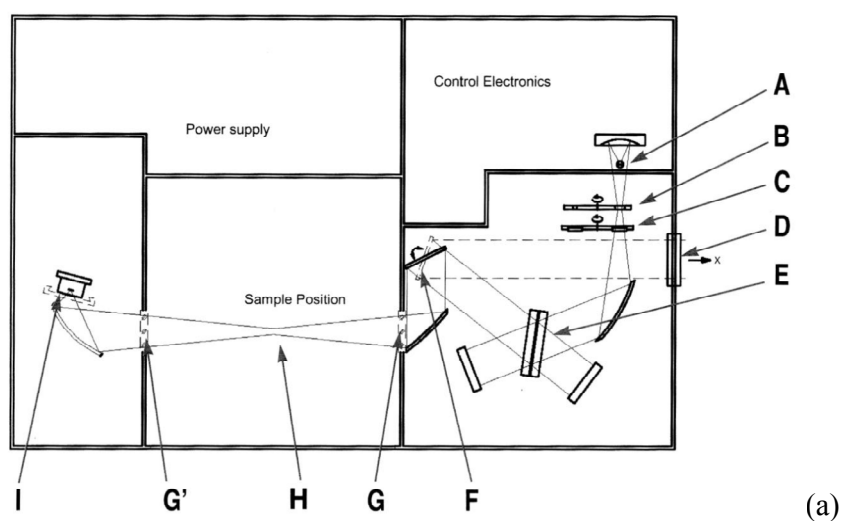 Control Electronics
A
Power supply
B
C
D
x
E
Sample Position
I
G'
H
G
F
(a)